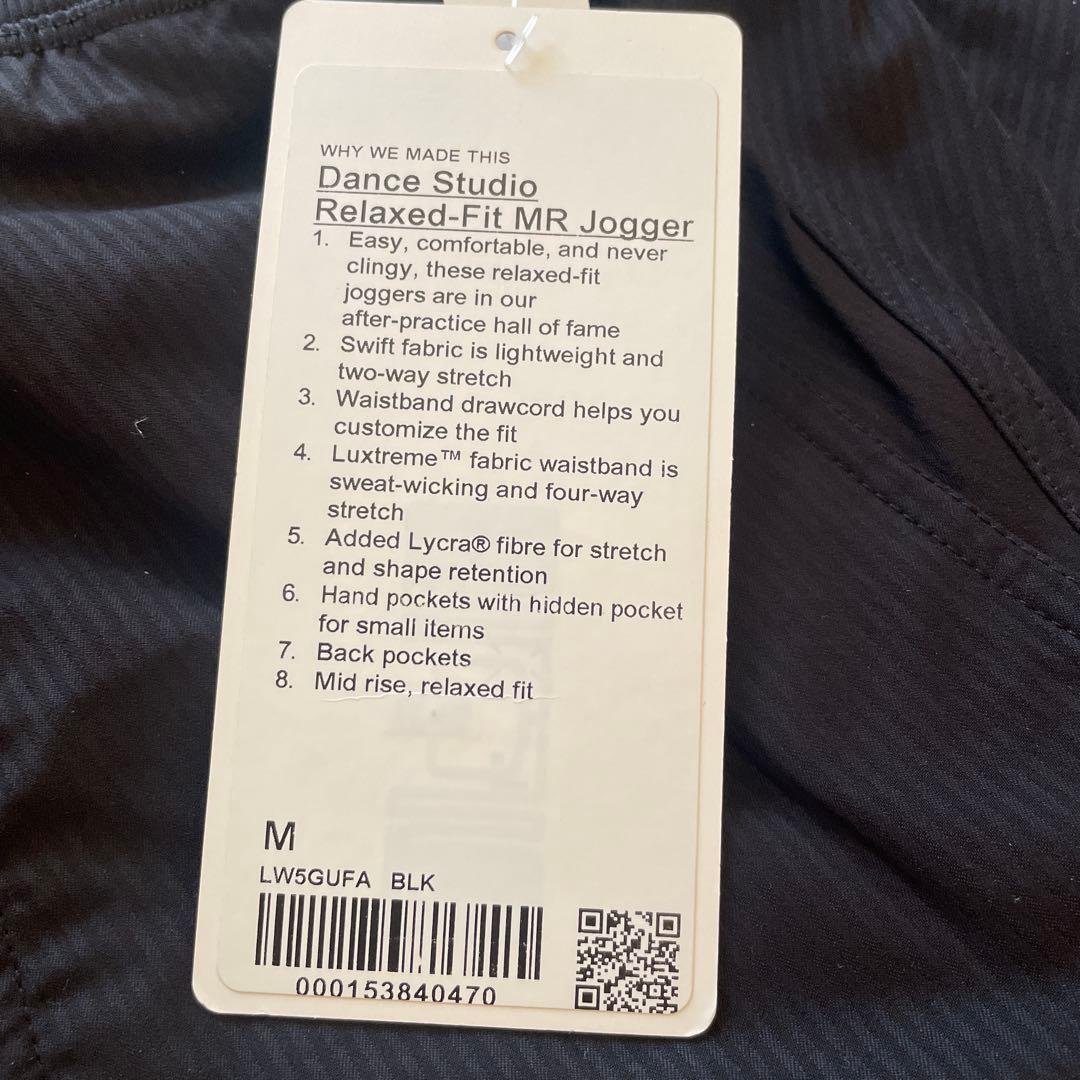 WHY WE MADE THIS
Dance Studio
Relaxed-Fit MR Jogger
1. Easy, comfortable, and never
clingy, these relaxed-fit
joggers are in our
after-practice hall of fame
2. Swift fabric is lightweight and
two-way stretch
3. Waistband drawcord helps you
customize the fit
4. Luxtreme™ fabric waistband is
sweat-wicking and four-way
stretch
5. Added Lycra® fibre for stretch
and shape retention
6. Hand pockets with hidden pocket
for small items
7. Back pockets
8. Mid rise, relaxed fit
M
LW5GUFA BLK
000153840470